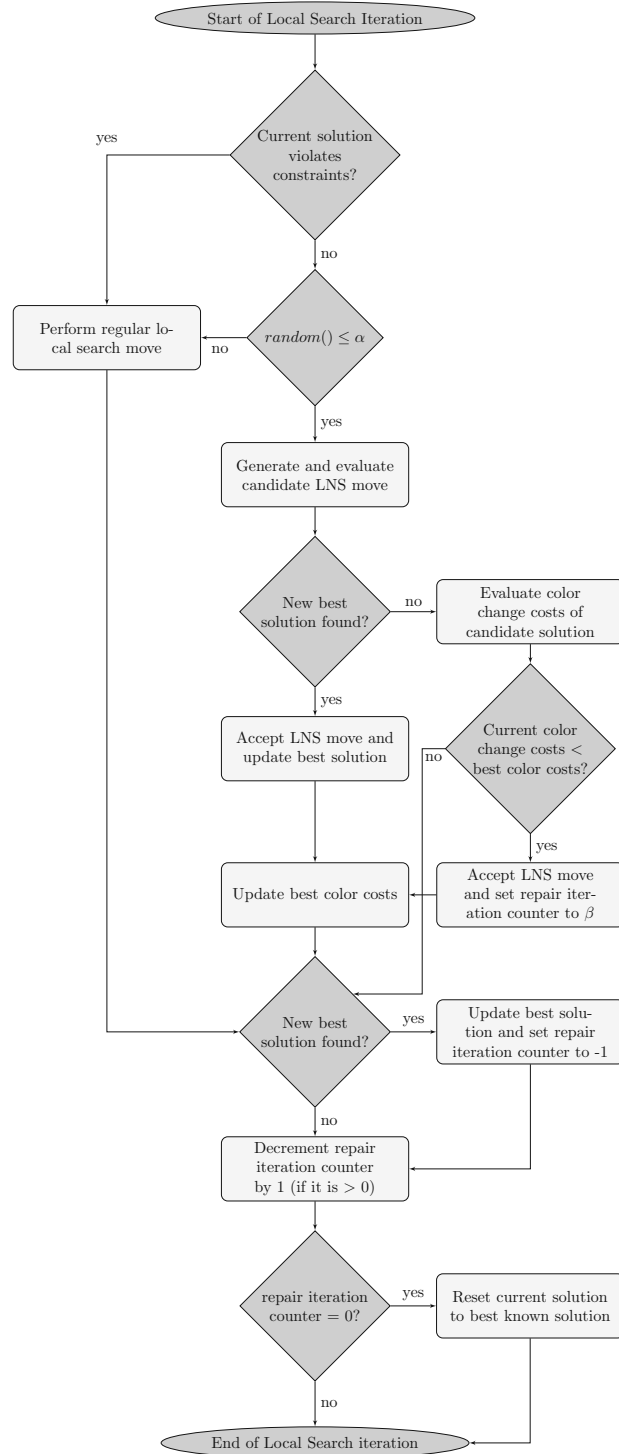 Start of Local Search Iteration
Current solution
violates
constraints?
yes
no
Perform regular lo-
cal search move
no
random() ≤ α
yes
Generate and evaluate
candidate LNS move
New best
solution found?
no
Evaluate color
change costs of
candidate solution
yes
Accept LNS move and
update best solution
Current color
change costs <
best color costs?
no
yes
Update best color costs
Accept LNS move
and set repair iter-
ation counter to β
New best
solution found?
yes
Update best solu-
tion and set repair
iteration counter to -1
no
Decrement repair
iteration counter
by 1 (if it is > 0)
repair iteration
counter = 0?
yes
Reset current solution
to best known solution
no
End of Local Search iteration